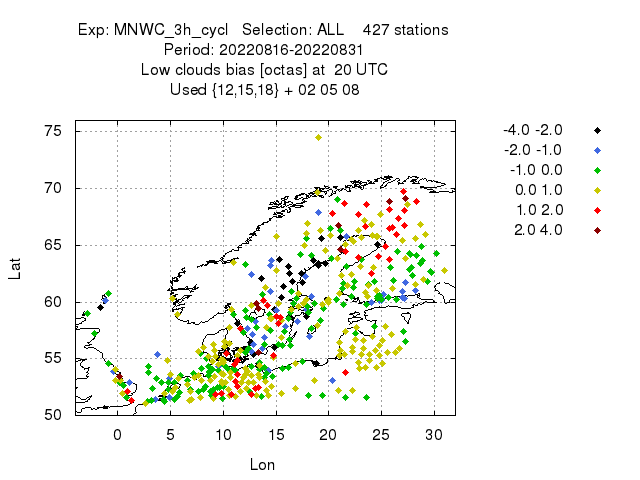 Exp: MNWC_3h_cycl   Selection: ALL    427 stations
Period: 20220816-20220831
Low clouds bias [octas] at  20 UTC
Used {12,15,18} + 02 05 08
-4.0 -2.0
-2.0 -1.0
-1.0 0.0
0.0 1.0
1.0 2.0
2.0 4.0
75
70
65
60
55
50
Lat
0 5 10 15 20 25 30
Lon